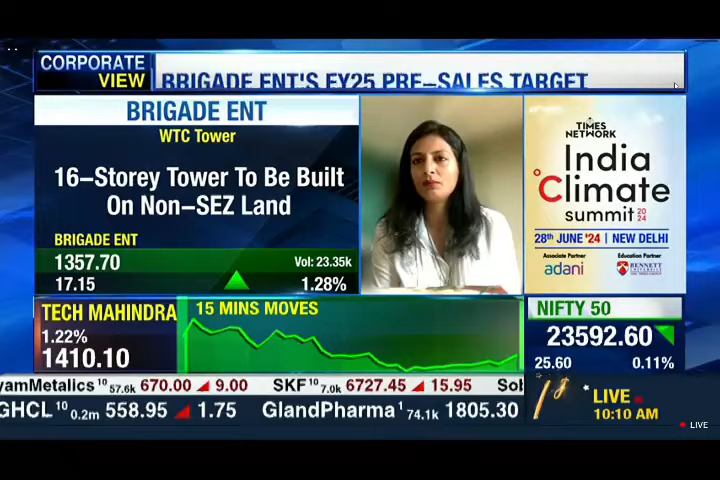 CORPORATE
VIEW
BRIGADE ENT'S FY25 PRE-SALES TARGET
BRIGADE ENT
WTC Tower
16-Storey Tower To Be Built
On Non-SEZ Land
BRIGADE ENT
1357.70
Vol: 23.35k
17.15
1.28%
TIMES
NETWORK
India
Climate
summit 2024
28th JUNE '24 | NEW DELHI
Associate Partner
adani
Education Partner
BENNETT
UNIVERSITY
TECH MAHINDRA
1.22%
1410.10
15 MINS MOVES
NIFTY 50
23592.60
25.60
0.11%
yamMetalics 10 57.6k 670.00 9.00 SKF 10 7.0k 6727.45 15.95 Sob
GHCL 10 0.2m 558.95 1.75 GlandPharma 1 74.1k 1805.30
LIVE
10:10 AM
LIVE